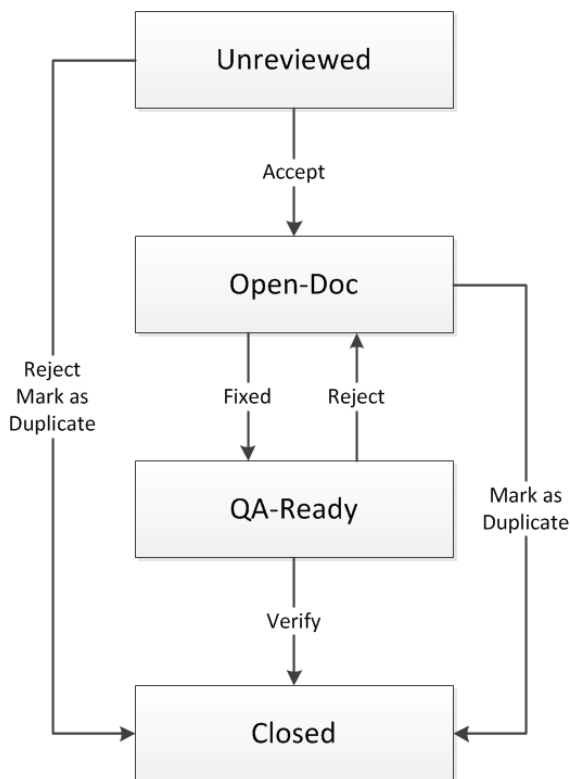 Unreviewed
Accept
Open-Doc
Reject
Mark as
Duplicate
Fixed
Reject
QA-Ready
Mark as
Duplicate
Verify
Closed